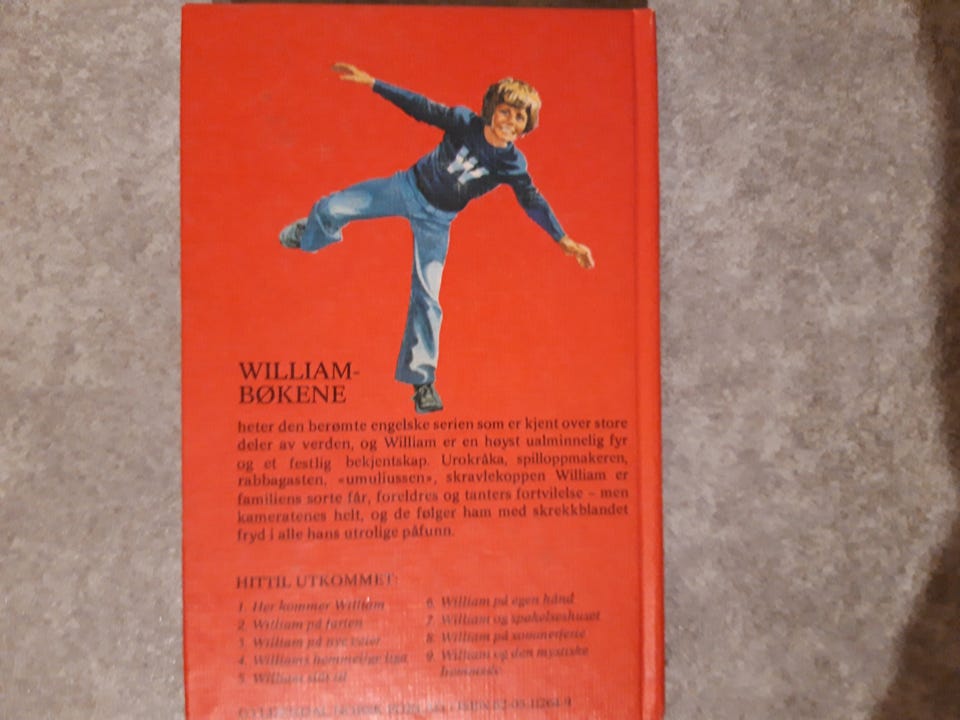 W
WILLIAM-
BØKENE
heter den berømte engelske serien som er kjent over store
deler av verden, og William er en høyst ualminnelig fyr
og et festlig bekjentskap. Urokråka, spilloppmakeren,
rabbagasten, «umuliussen», skravlekoppen William er
familiens sorte får, foreldres og tanters fortvilelse – men
kameratenes helt, og de følger ham med skrekkblandet
fryd i alle hans utrolige påfunn.
HITTIL UTKOMMET:
1. Her kommer William
2. William på farten
3. William på nye veier
4. Williams hemmelige liga
5. William slår til
6. William på egen hånd
7. William og spøkelseshuset
8. William på sommerferie
9. William og den mystiske
GYLDENDAL NORSK